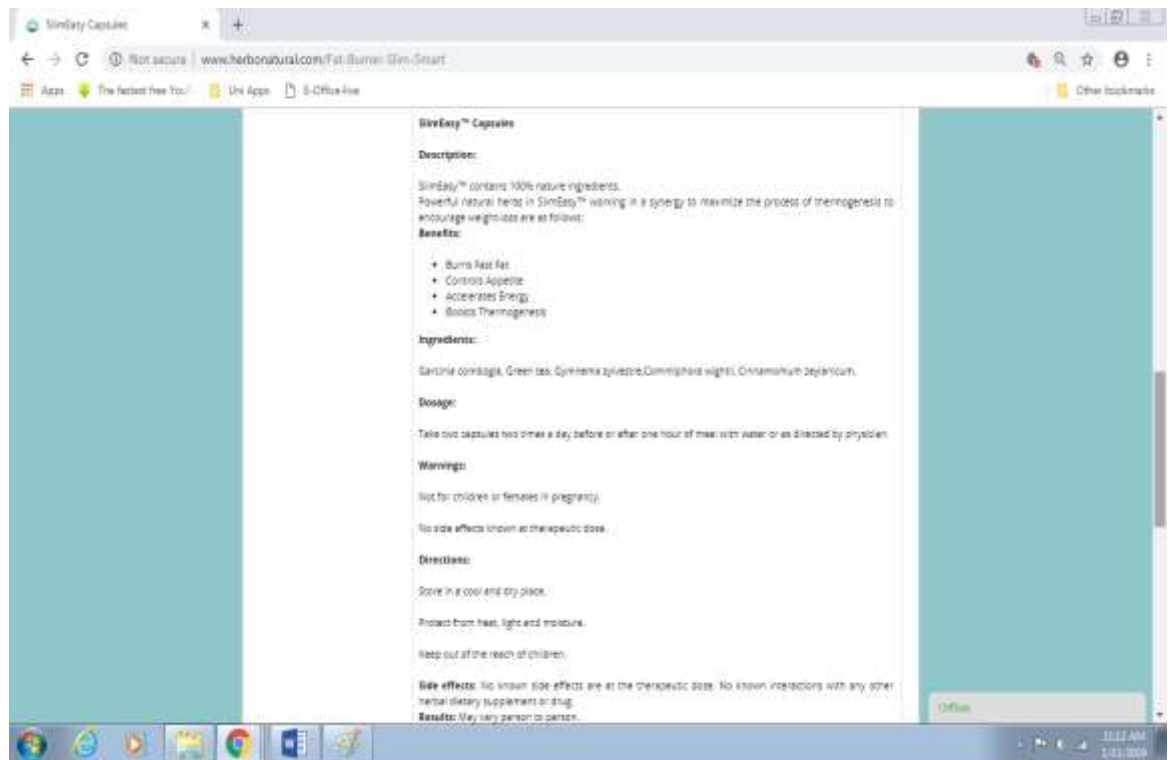 SlimEasy Capsules
Not secure | www.herbonatural.com/Fat-Burner-Slim-Smart
Apps The fastest free You Uni Apps S-Office-live Other bookmarks
SlimEasy™ Capsules
Description:
SlimEasy™ contains 100% nature ingredients.
Powerful natural herbs in SlimEasy™ working in a synergy to maximize the process of thermogenesis to
encourage weight-loss are as follows:
Benefits:
Burns Fast Fat
Controls Appetite
Accelerates Energy
Boosts Thermogenesis
Ingredients:
Garcinia combogia, Green tea, Gymnema sylvestre,Commiphora wightii, Cinnamomum zeylanicum.
Dosage:
Take two capsules two times a day before or after one hour of meal with water or as directed by physician.
Warnings:
Not for children or females in pregnancy.
No side effects known at therapeutic dose.
Directions:
Store in a cool and dry place.
Protect from heat, light and moisture.
Keep out of the reach of children.
Side effects: No known side effects are at the therapeutic dose. No known interactions with any other
herbal dietary supplement or drug.
Results: May vary person to person.
Offline
11:12 AM